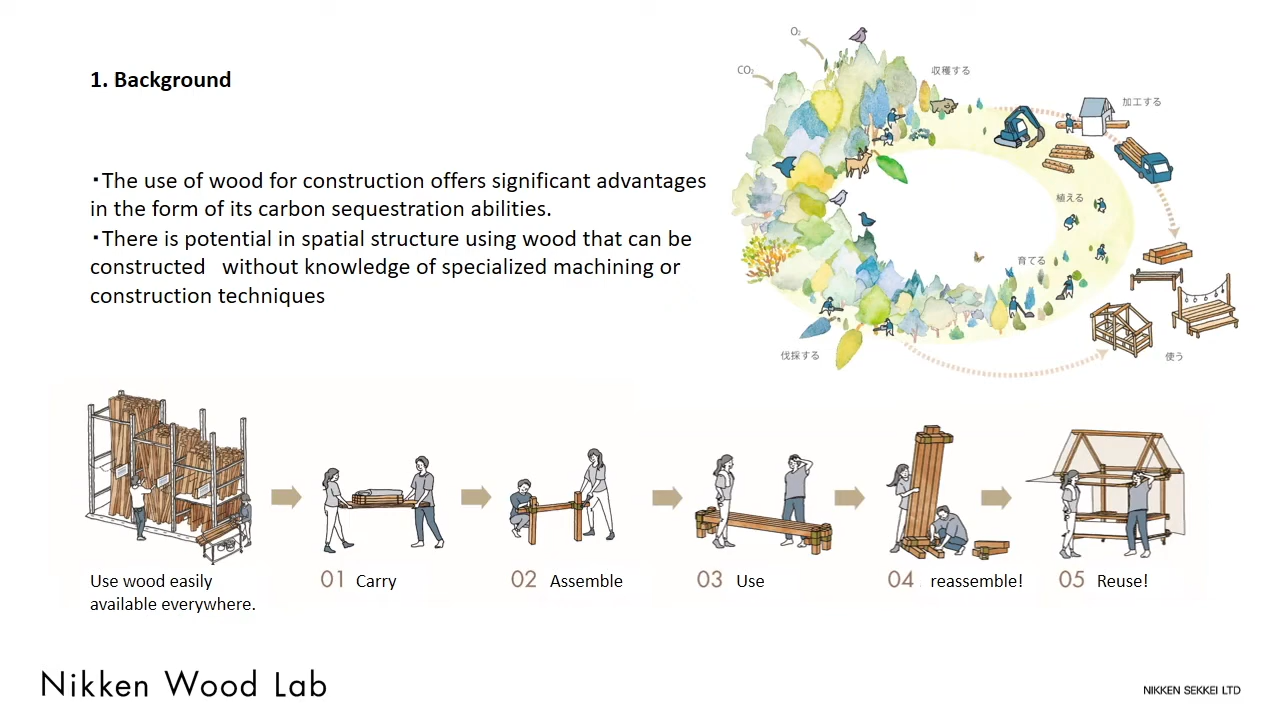 1. Background
・The use of wood for construction offers significant advantages
in the form of its carbon sequestration abilities.
・There is potential in spatial structure using wood that can be
constructed without knowledge of specialized machining or
construction techniques
O₂
CO₂
収穫する
加工する
植える
育てる
伐採する
使う
Use wood easily
available everywhere.
01 Carry
02 Assemble
03 Use
04 reassemble!
05 Reuse!
Nikken Wood Lab
NIKKEN SEKKEI LTD